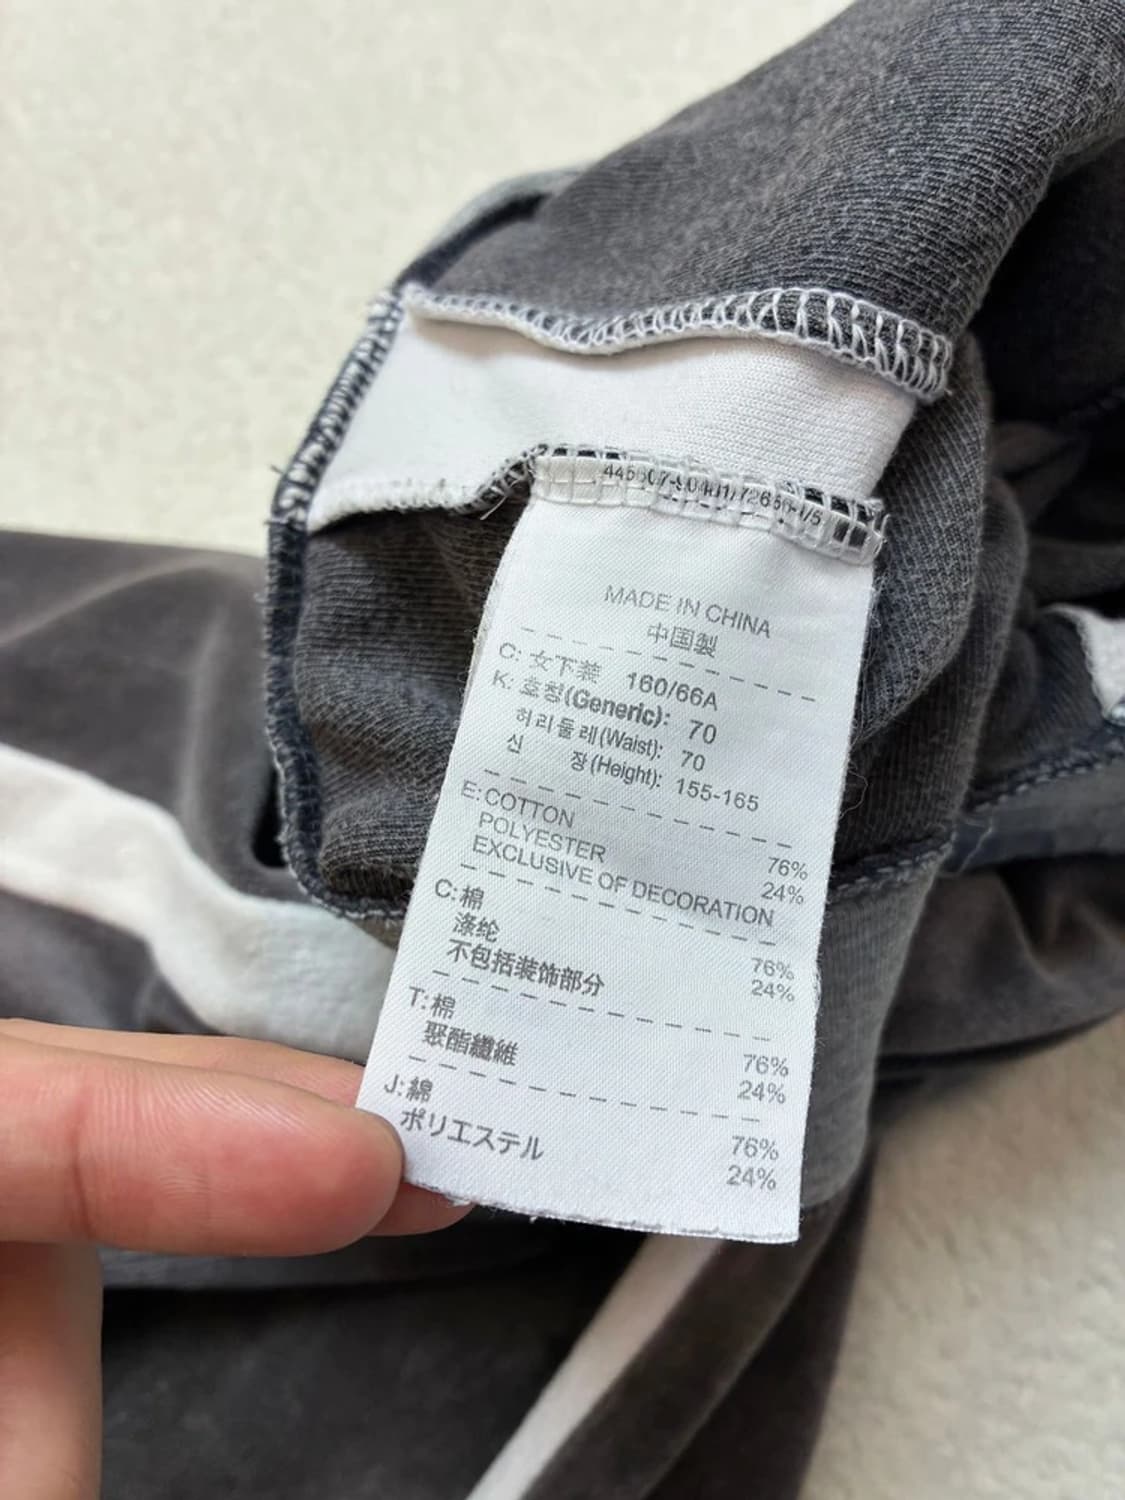 MADE IN CHINA
中国製
C: 女下装 160/66A
K: 호칭(Generic): 70
허리둘레(Waist): 70
신 장(Height): 155-165
E: COTTON 76%
POLYESTER 24%
EXCLUSIVE OF DECORATION
C: 棉 76%
涤纶 24%
不包括装饰部分
T: 棉 76%
聚酯纖維 24%
J: 綿 76%
ポリエステル 24%